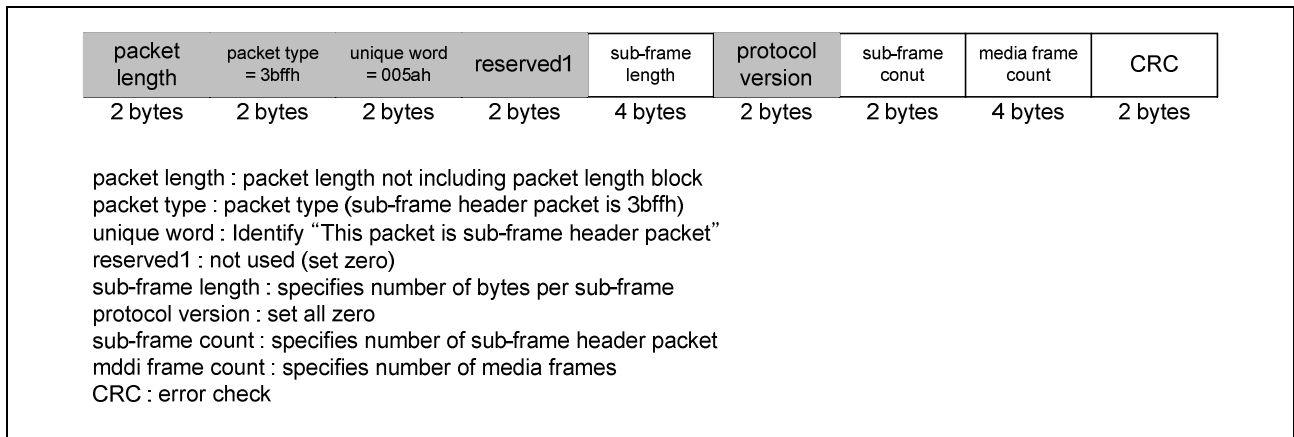 packet length
packet type = 3bffh
unique word = 005ah
reserved1
sub-frame length
protocol version
sub-frame conut
media frame count
CRC
2 bytes 2 bytes 2 bytes 2 bytes 4 bytes 2 bytes 2 bytes 4 bytes 2 bytes
packet length : packet length not including packet length block
packet type : packet type (sub-frame header packet is 3bffh)
unique word : Identify “This packet is sub-frame header packet”
reserved1 : not used (set zero)
sub-frame length : specifies number of bytes per sub-frame
protocol version : set all zero
sub-frame count : specifies number of sub-frame header packet
mddi frame count : specifies number of media frames
CRC : error check